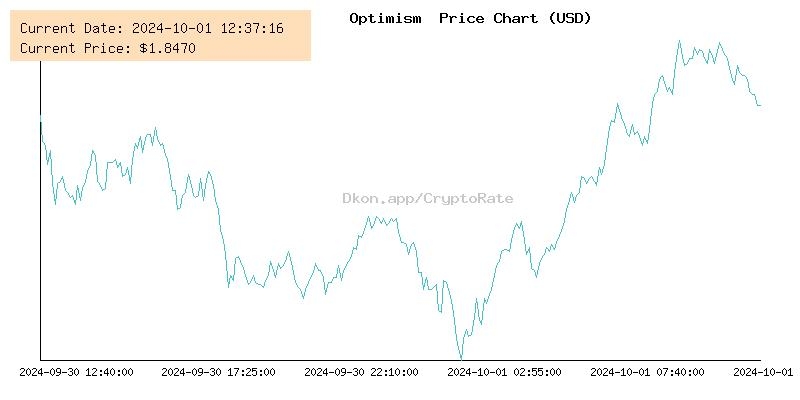 Optimism  Price Chart (USD)
Current Date: 2024-10-01 12:37:16
Current Price: $1.8470
Dkon.app/CryptoRate
2024-09-30 12:40:00 2024-09-30 17:25:00 2024-09-30 22:10:00 2024-10-01 02:55:00 2024-10-01 07:40:00 2024-10-01